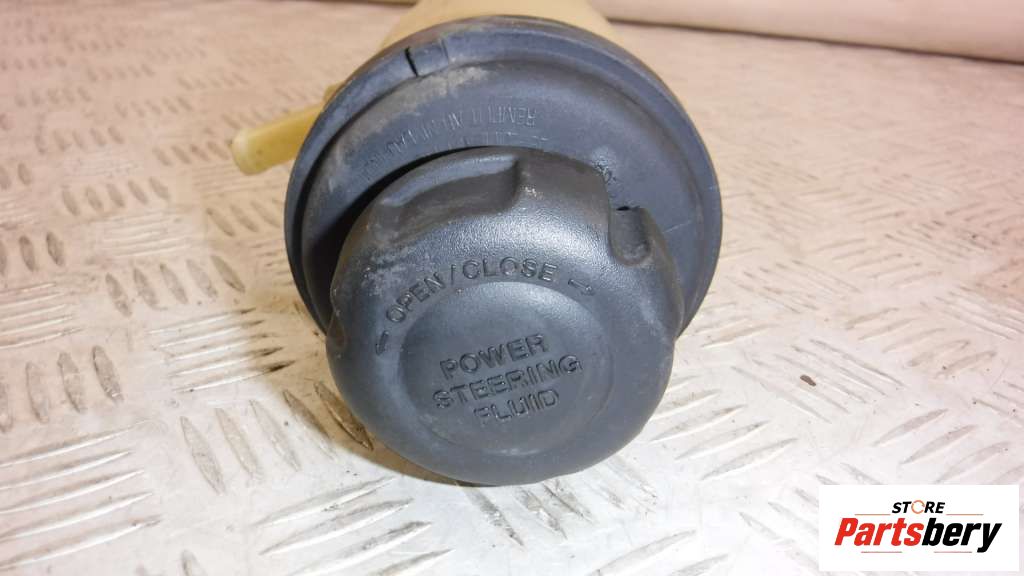 ← OPEN/CLOSE →
POWER
STEERING
FLUID
STORE
Partsbery